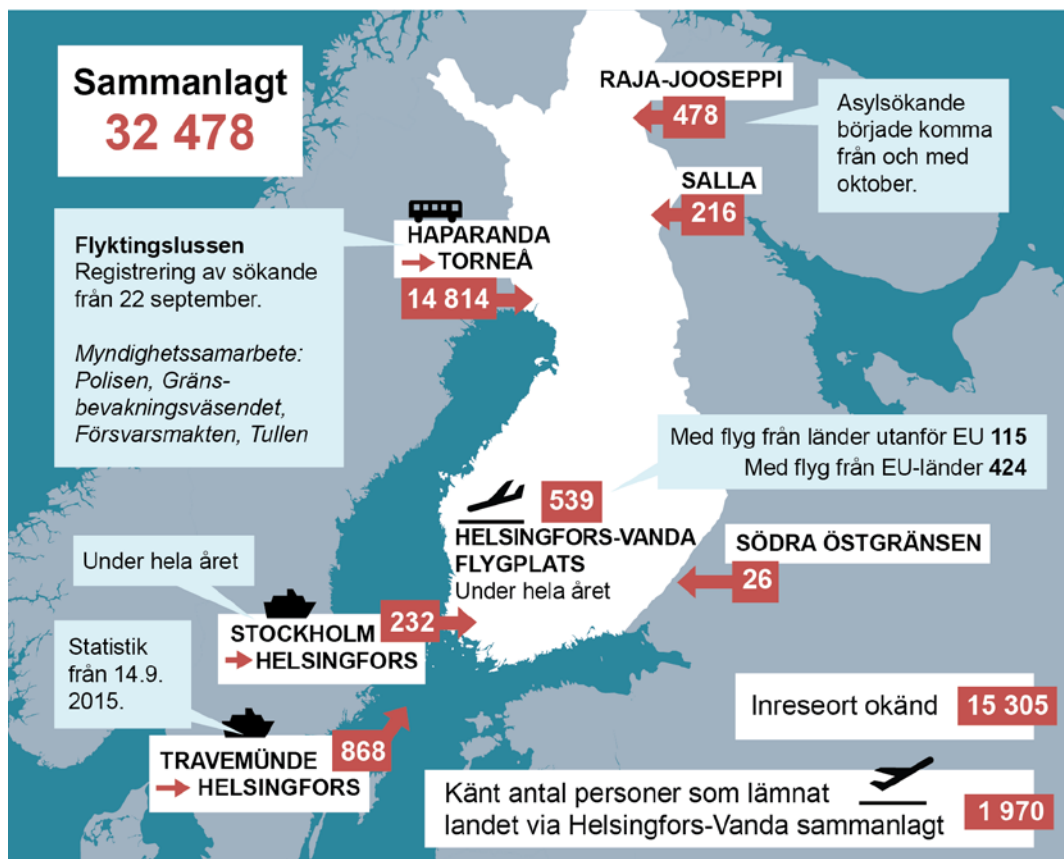 Sammanlagt
32 478
RAJA-JOOSEPPI
478
Asylsökande
började komma
från och med
oktober.
SALLA
216
Flyktingslussen
Registrering av sökande
från 22 september.
Myndighetssamarbete:
Polisen, Gräns-
bevakningsväsendet,
Försvarsmakten, Tullen
HAPARANDA
TORNEÅ
14 814
Med flyg från länder utanför EU 115
Med flyg från EU-länder 424
539
HELSINGFORS-VANDA
FLYGPLATS
Under hela året
SÖDRA ÖSTGRÄNSEN
26
Under hela året
STOCKHOLM
HELSINGFORS
232
Statistik
från 14.9.
2015.
TRAVEMÜNDE
HELSINGFORS
868
Inreseort okänd 15 305
Känt antal personer som lämnat
landet via Helsingfors-Vanda sammanlagt
1 970